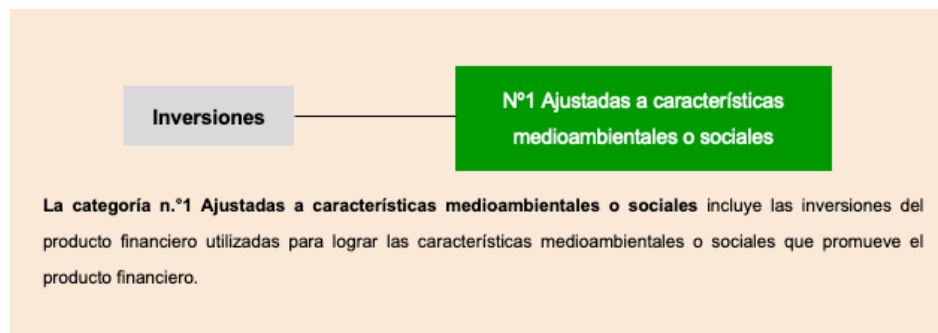 Nº1 Ajustadas a características
Inversiones
medioambientales o sociales
La categoría n.°1 Ajustadas a características medioambientales o sociales incluye las inversiones del
producto financiero utilizadas para lograr las características medioambientales o sociales que promueve el
producto financiero.